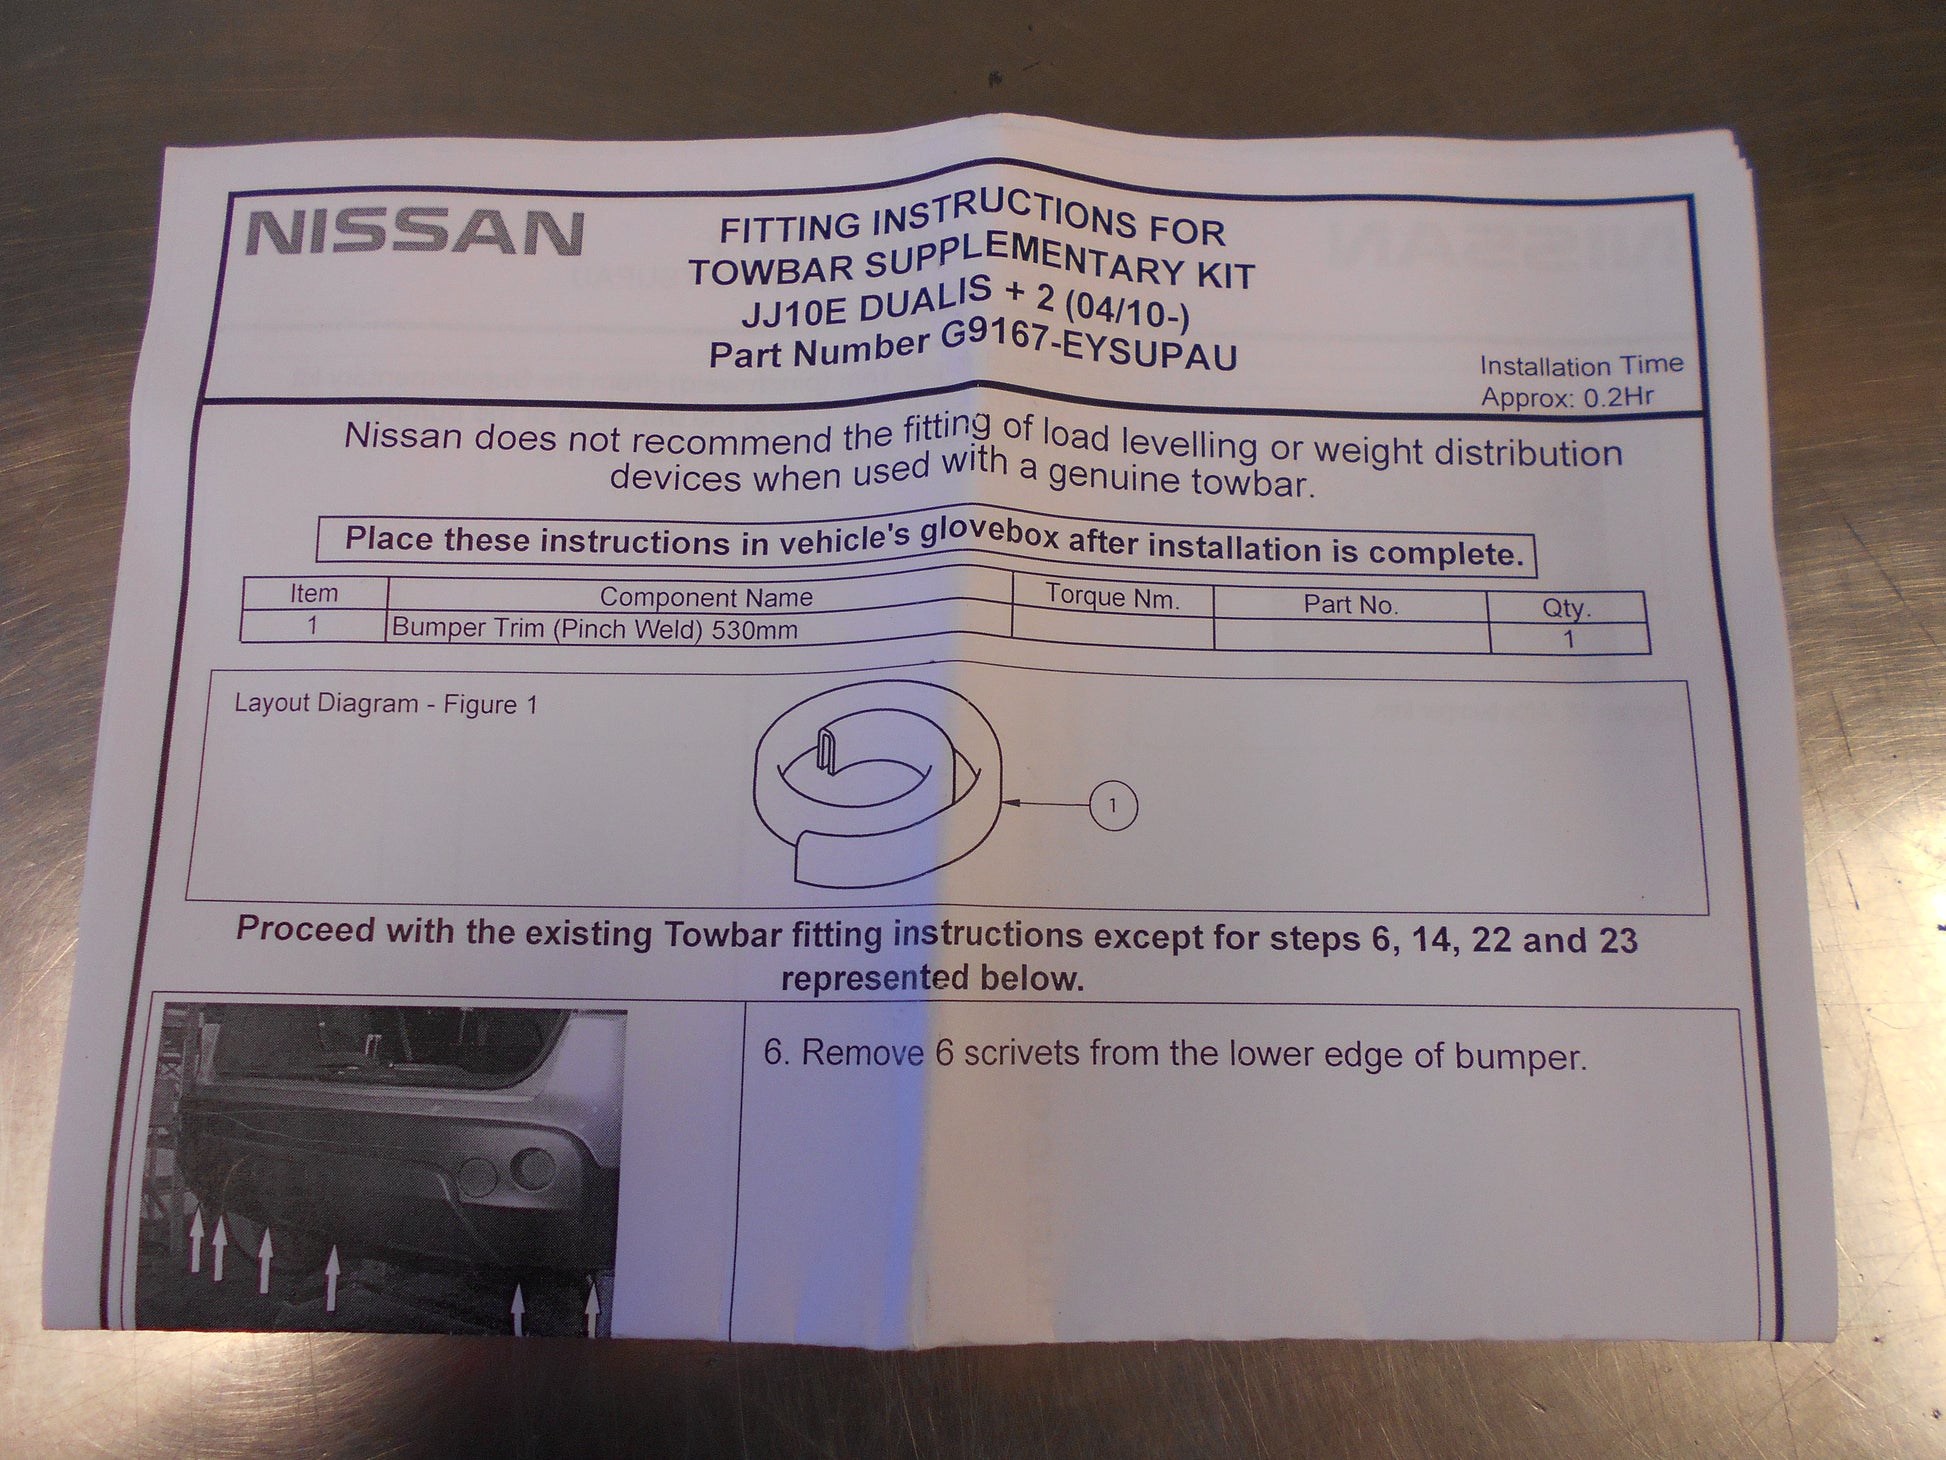 NISSAN
FITTING INSTRUCTIONS FOR
TOWBAR SUPPLEMENTARY KIT
JJ10E DUALIS + 2 (04/10-)
Part Number G9167-EYSUPAU
Installation Time
Approx: 0.2Hr
Nissan does not recommend the fitting of load levelling or weight distribution
devices when used with a genuine towbar.
Place these instructions in vehicle's glovebox after installation is complete.
Item Component Name Torque Nm. Part No. Qty.
1 Bumper Trim (Pinch Weld) 530mm 1
Layout Diagram - Figure 1
1
Proceed with the existing Towbar fitting instructions except for steps 6, 14, 22 and 23
represented below.
6. Remove 6 scrivets from the lower edge of bumper.